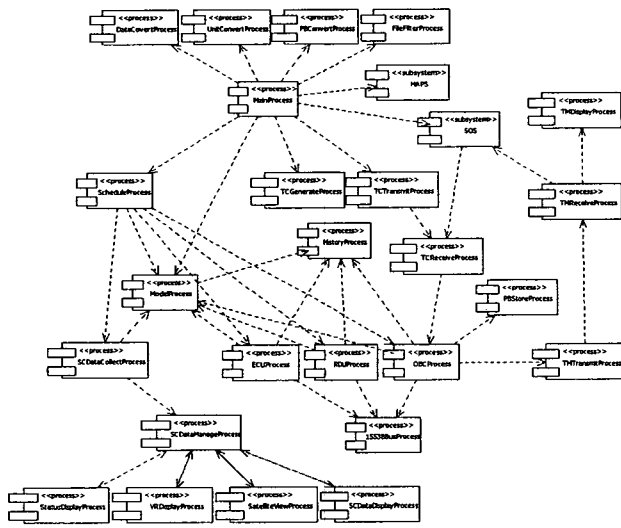 <<process>>
DataCovertProcess
<<process>>
UnitConvertProcess
<<process>>
PBConvertProcess
<<process>>
FileFilterProcess
<<process>>
MainProcess
<<subsystem>>
MAPS
<<subsystem>>
SOS
<<process>>
TMDisplayProcess
<<process>>
ScheduleProcess
<<process>>
TCGenerateProcess
<<process>>
TCTransmitProcess
<<process>>
TMReceiveProcess
<<process>>
HistoryProcess
<<process>>
TCReceiveProcess
<<process>>
ModelProcess
<<process>>
PBStoreProcess
<<process>>
SCDataCollectProcess
<<process>>
ECUProcess
<<process>>
RDUProcess
<<process>>
OBCProcess
<<process>>
TMTransmitProcess
<<process>>
SCDataManageProcess
<<process>>
1553BBusProcess
<<process>>
StatusDisplayProcess
<<process>>
VRDisplayProcess
<<process>>
SatelliteViewProcess
<<process>>
SCDataDisplayProcess